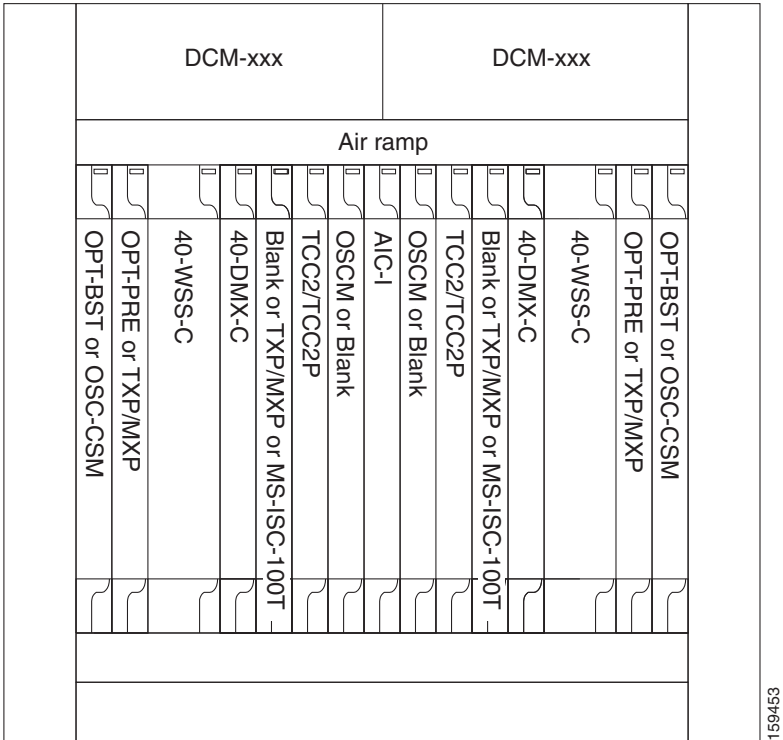 DCM-xxx
DCM-xxx
Air ramp
OPT-BST or OSC-CSM
OPT-PRE or TXP/MXP
40-WSS-C
40-DMX-C
Blank or TXP/MXP or MS-ISC-100T
TCC2/TCC2P
OSCM or Blank
AIC-I
OSCM or Blank
TCC2/TCC2P
Blank or TXP/MXP or MS-ISC-100T
40-DMX-C
40-WSS-C
OPT-PRE or TXP/MXP
OPT-BST or OSC-CSM
159453